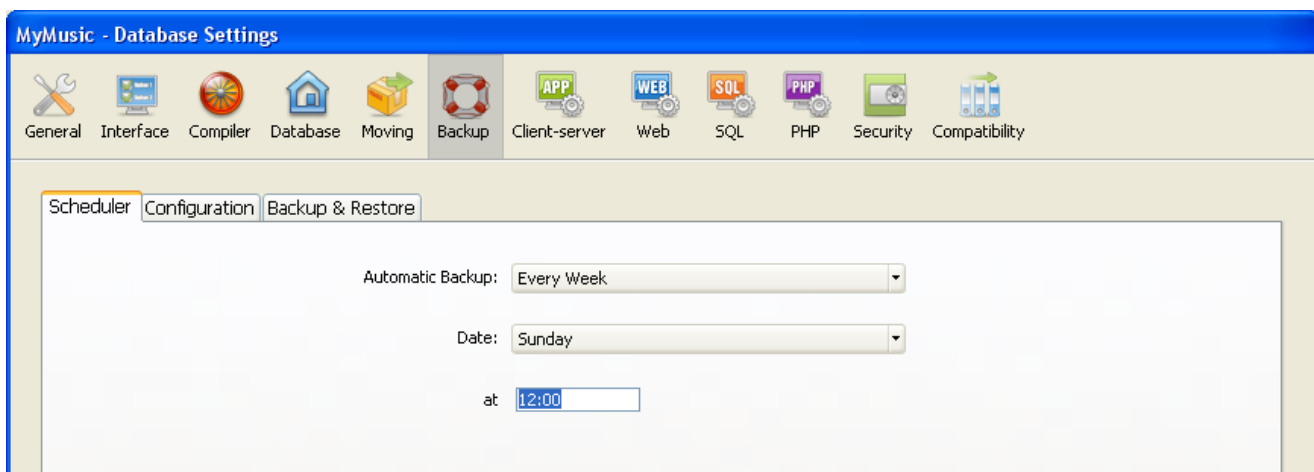 MyMusic - Database Settings
APP WEB SQL PHP
General Interface Compiler Database Moving Backup Client-server Web SQL PHP Security Compatibility
Scheduler Configuration Backup & Restore
Automatic Backup: Every Week
Date: Sunday
at 12:00